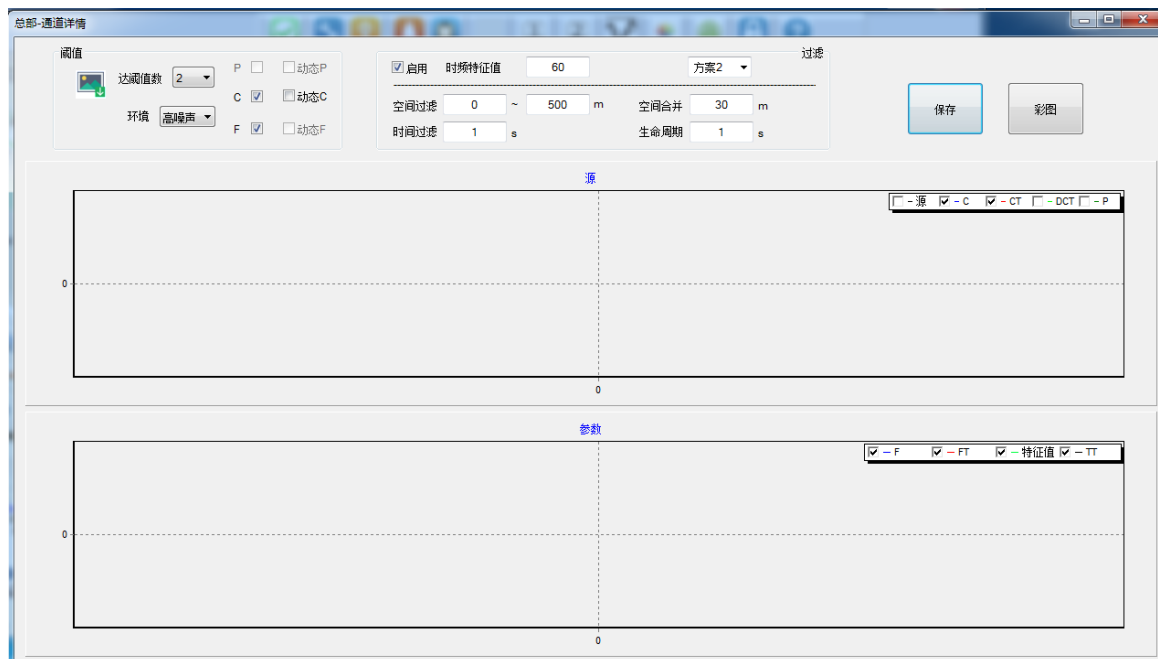 总部-通道详情
阈值
达阈值数 2
P 动态P
C 动态C
环境 高噪声
F 动态F
过滤
启用 时频特征值 60 方案2
空间过滤 0 ~ 500 m 空间合并 30 m
时间过滤 1 s 生命周期 1 s
保存 彩图
源
- 源 - C - CT - DCT - P
0
0
参数
- F - FT - 特征值 - TT
0
0